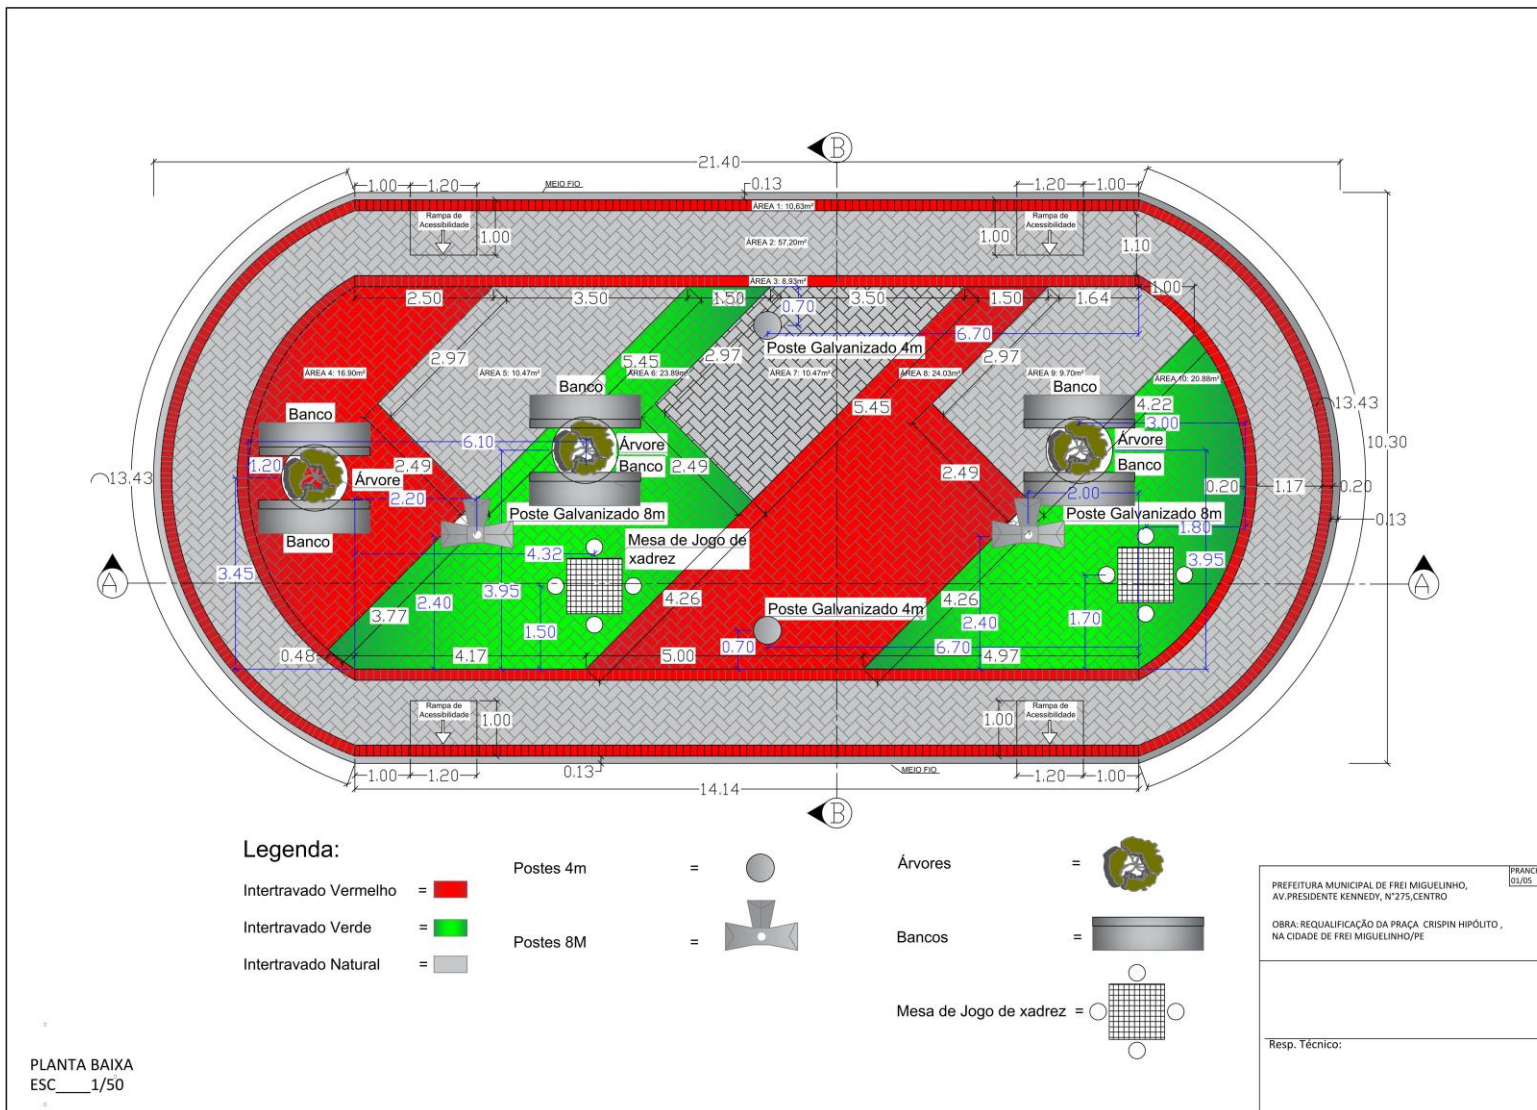 B
21.40
1.00
1.20
MEIO FIO
0.13
1.20
1.00
ÁREA 1: 10,63m²
Rampa de
Acessibilidade
1.00
ÁREA 2: 57,20m²
1.00
Rampa de
Acessibilidade
1.10
ÁREA 3: 8,93m²
2.50
3.50
1.50
0.70
3.50
1.50
1.64
1.00
6.70
Poste Galvanizado 4m
2.97
5.45
2.97
2.97
ÁREA 4: 16.90m²
ÁREA 5: 10.47m²
ÁREA 6: 23.89m²
ÁREA 7: 10.47m²
ÁREA 8: 24.03m²
ÁREA 9: 9.70m²
ÁREA 10: 20.88m²
Banco
Banco
Banco
5.45
4.22
13.43
3.00
10.30
6.10
Árvore
Árvore
1.20
2.49
Banco
2.49
2.49
Banco
13.43
Árvore
2.20
2.00
0.20
1.17
0.20
Poste Galvanizado 8m
Poste Galvanizado 8m
0.13
Banco
Mesa de Jogo de
xadrez
1.80
4.32
3.95
A
3.45
A
2.40
3.95
4.26
4.26
3.77
1.50
Poste Galvanizado 4m
2.40
1.70
0.48
4.17
5.00
0.70
6.70
4.97
Rampa de
Acessibilidade
1.00
1.00
Rampa de
Acessibilidade
1.00
1.20
0.13
MEIO FIO
1.20
1.00
14.14
B
Legenda:
Intertravado Vermelho =
Intertravado Verde =
Intertravado Natural =
Postes 4m =
Postes 8M =
Árvores =
Bancos =
Mesa de Jogo de xadrez =
PREFEITURA MUNICIPAL DE FREI MIGUELINHO,
AV.PRESIDENTE KENNEDY, N°275,CENTRO
01/05
OBRA: REQUALIFICAÇÃO DA PRAÇA CRISPIN HIPÓLITO ,
NA CIDADE DE FREI MIGUELINHO/PE
Resp. Técnico:
PLANTA BAIXA
ESC____1/50